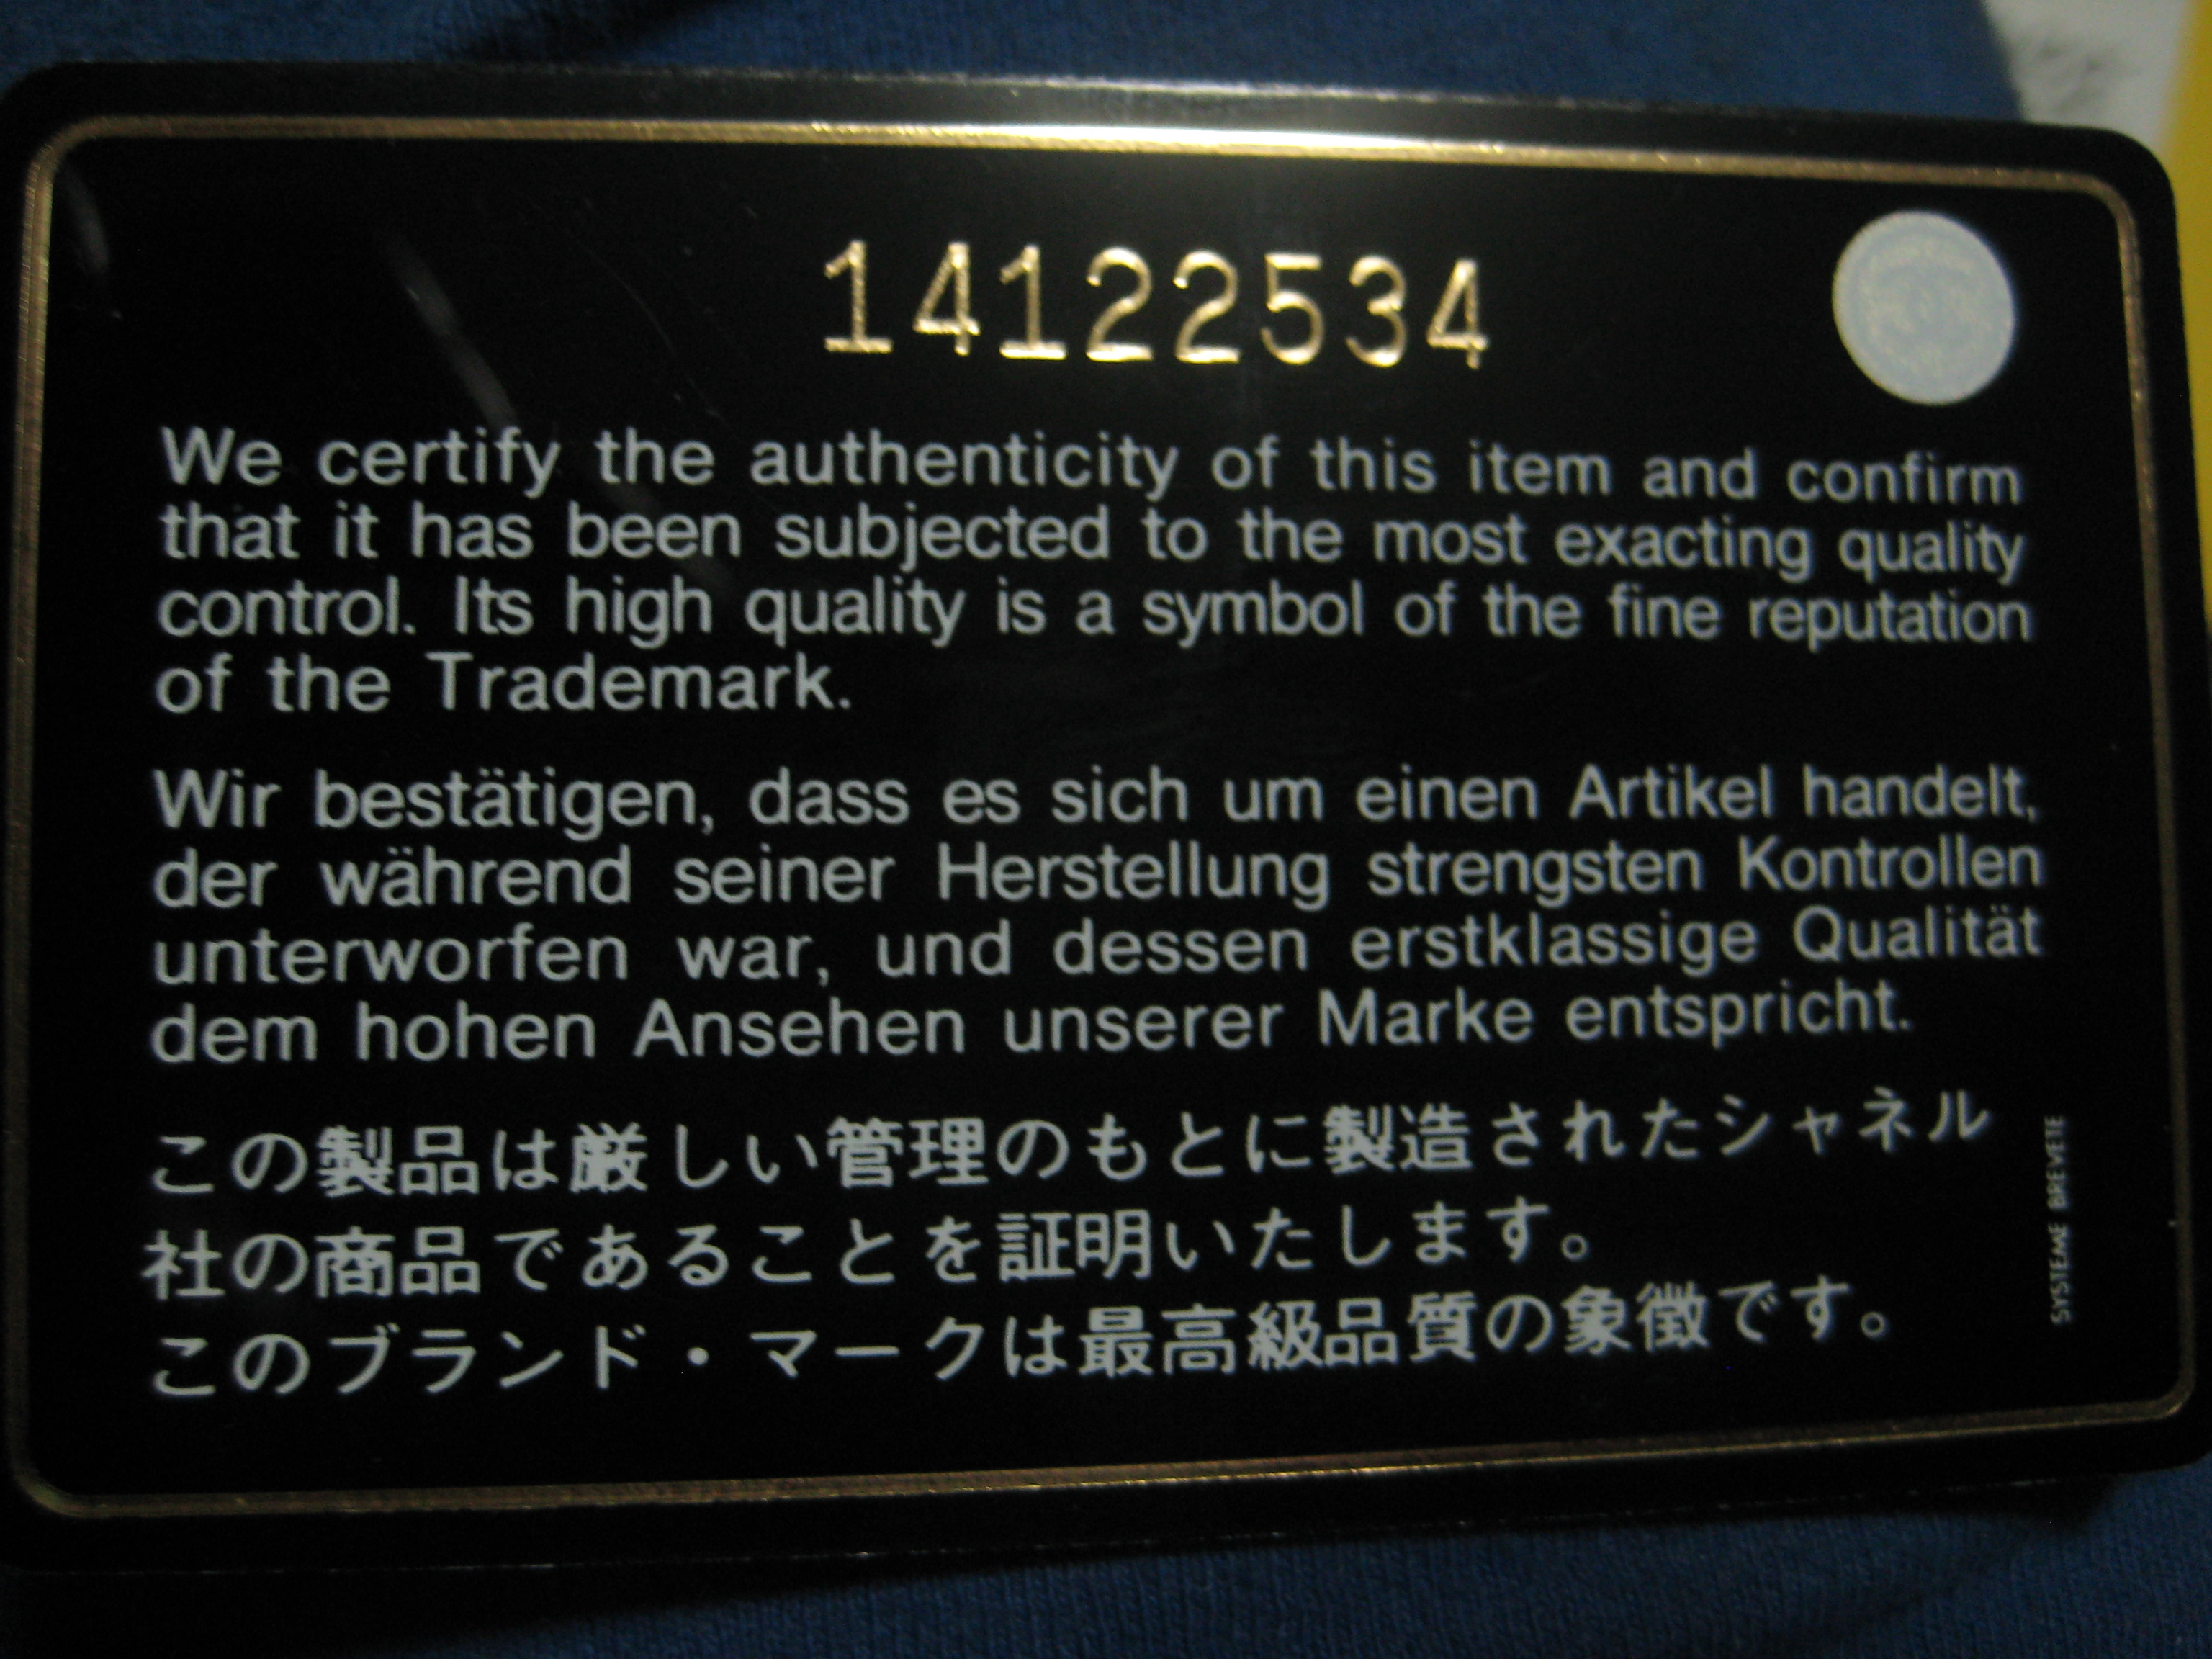 14122534
We certify the authenticity of this item and confirm
that it has been subjected to the most exacting quality
control. Its high quality is a symbol of the fine reputation
of the Trademark.
Wir bestätigen, dass es sich um einen Artikel handelt,
der während seiner Herstellung strengsten Kontrollen
unterworfen war, und dessen erstklassige Qualität
dem hohen Ansehen unserer Marke entspricht.
この製品は厳しい管理のもとに製造されたシャネル
社の商品であることを証明いたします。
このブランド・マークは最高級品質の象徴です。
SYSTEME BREVETE